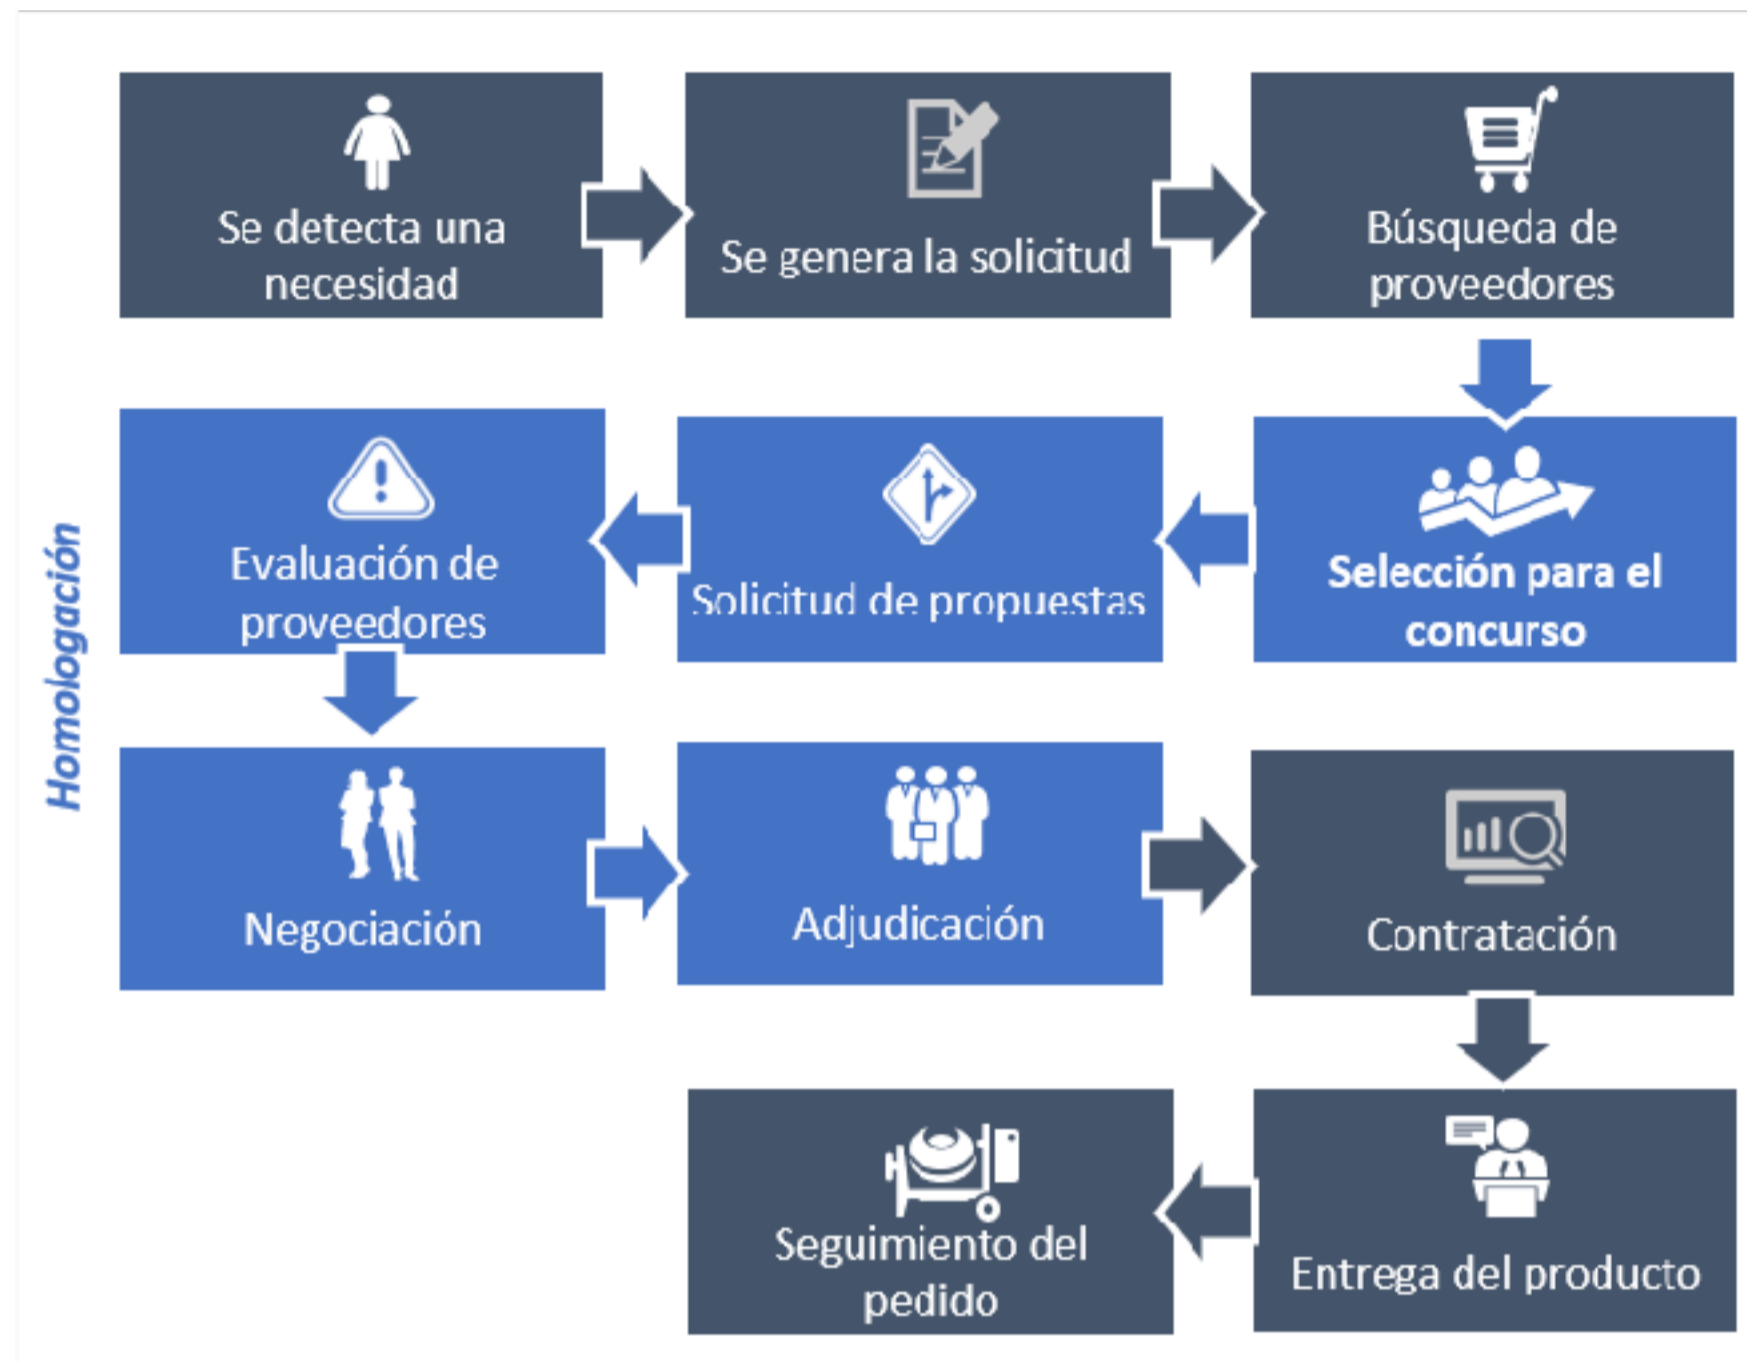 Se detecta una
necesidad
Se genera la solicitud
Búsqueda de
proveedores
Selección para el
concurso
Solicitud de propuestas
Evaluación de
proveedores
Homologación
Negociación
Adjudicación
Contratación
Entrega del producto
Seguimiento del
pedido